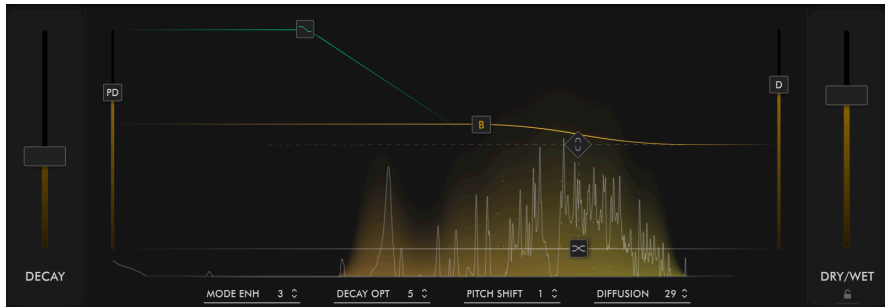 PD
D
B
DECAY
DRY/WET
MODE ENH 3
DECAY OPT 5
PITCH SHIFT 1
DIFFUSION 29